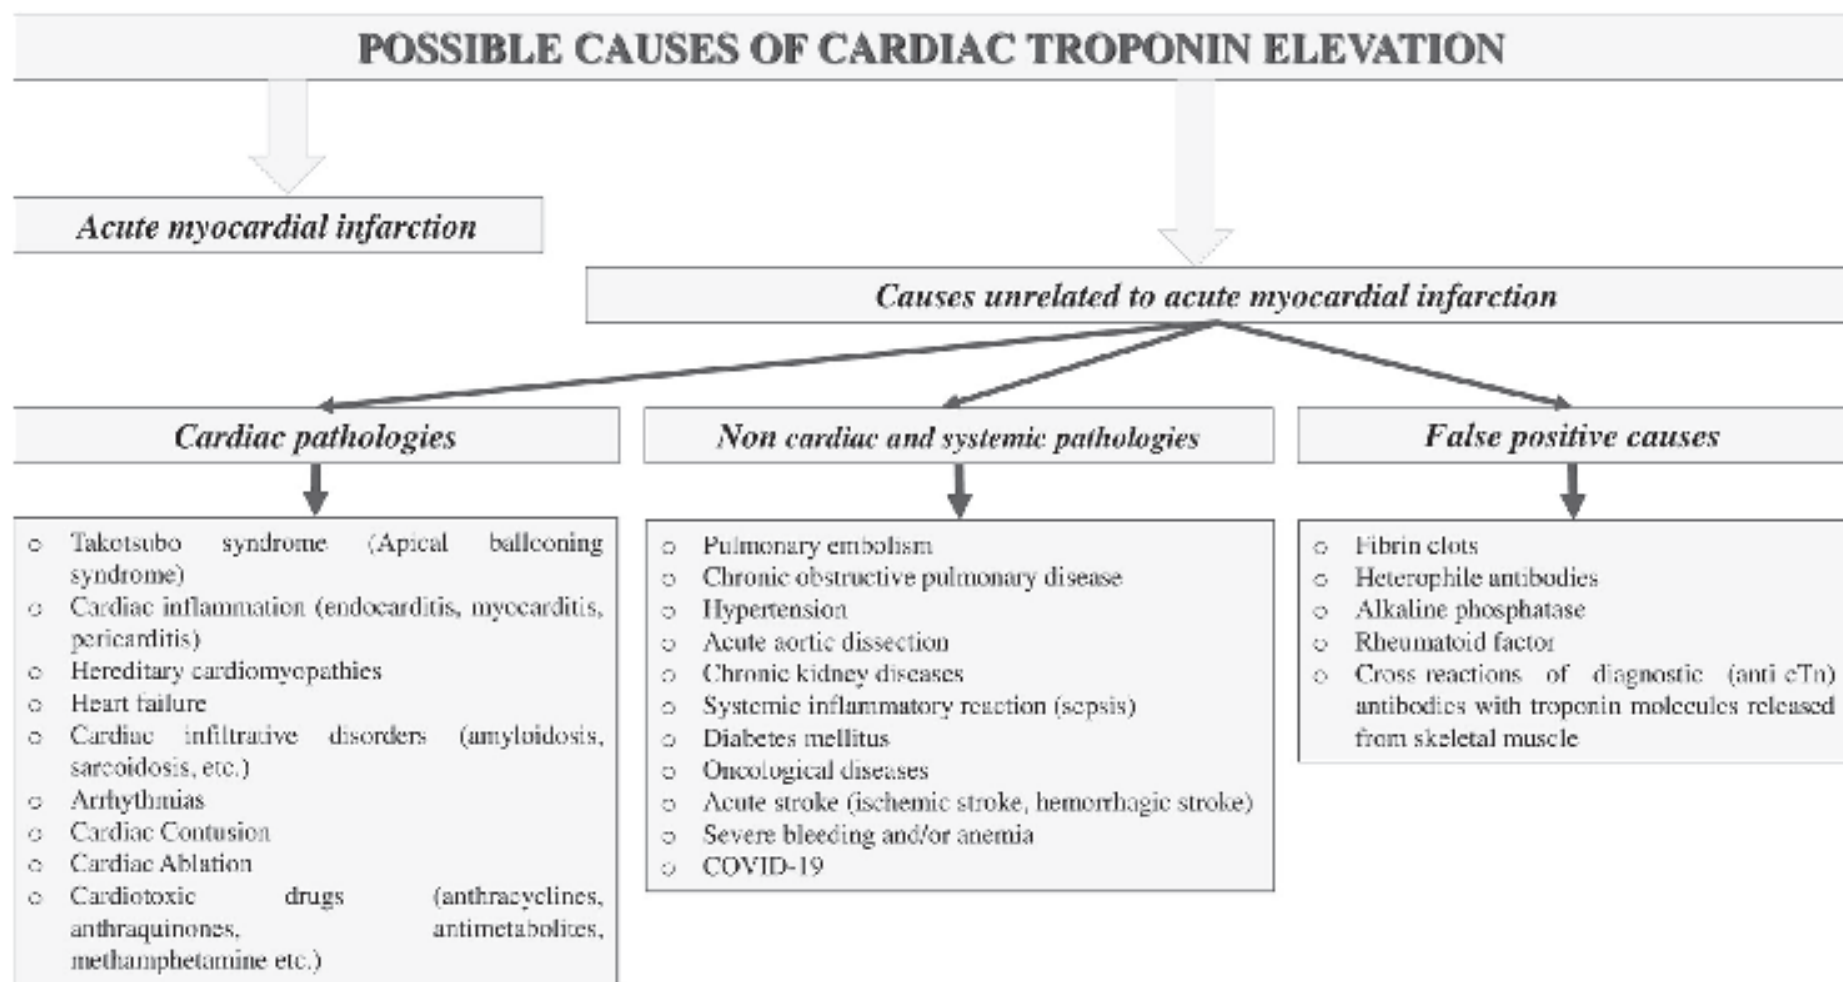 POSSIBLE CAUSES OF CARDIAC TROPONIN ELEVATION
Acute myocardial infarction
Causes unrelated to acute myocardial infarction
Cardiac pathologies
Takotsubo syndrome (Apical ballooning
syndrome)
Cardiac inflammation (endocarditis, myocarditis,
pericarditis)
Hereditary cardiomyopathies
Heart failure
Cardiac infiltrative disorders (amyloidosis,
sarcoidosis, etc.)
Arrhythmias
Cardiac Contusion
Cardiac Ablation
Cardiotoxic drugs (anthracyclines,
anthraquinones, antimetabolites,
methamphetamine etc.)
Non cardiac and systemic pathologies
Pulmonary embolism
Chronic obstructive pulmonary disease
Hypertension
Acute aortic dissection
Chronic kidney diseases
Systemic inflammatory reaction (sepsis)
Diabetes mellitus
Oncological diseases
Acute stroke (ischemic stroke, hemorrhagic stroke)
Severe bleeding and/or anemia
COVID-19
False positive causes
Fibrin clots
Heterophile antibodies
Alkaline phosphatase
Rheumatoid factor
Cross reactions of diagnostic (anti cTn)
antibodies with troponin molecules released
from skeletal muscle